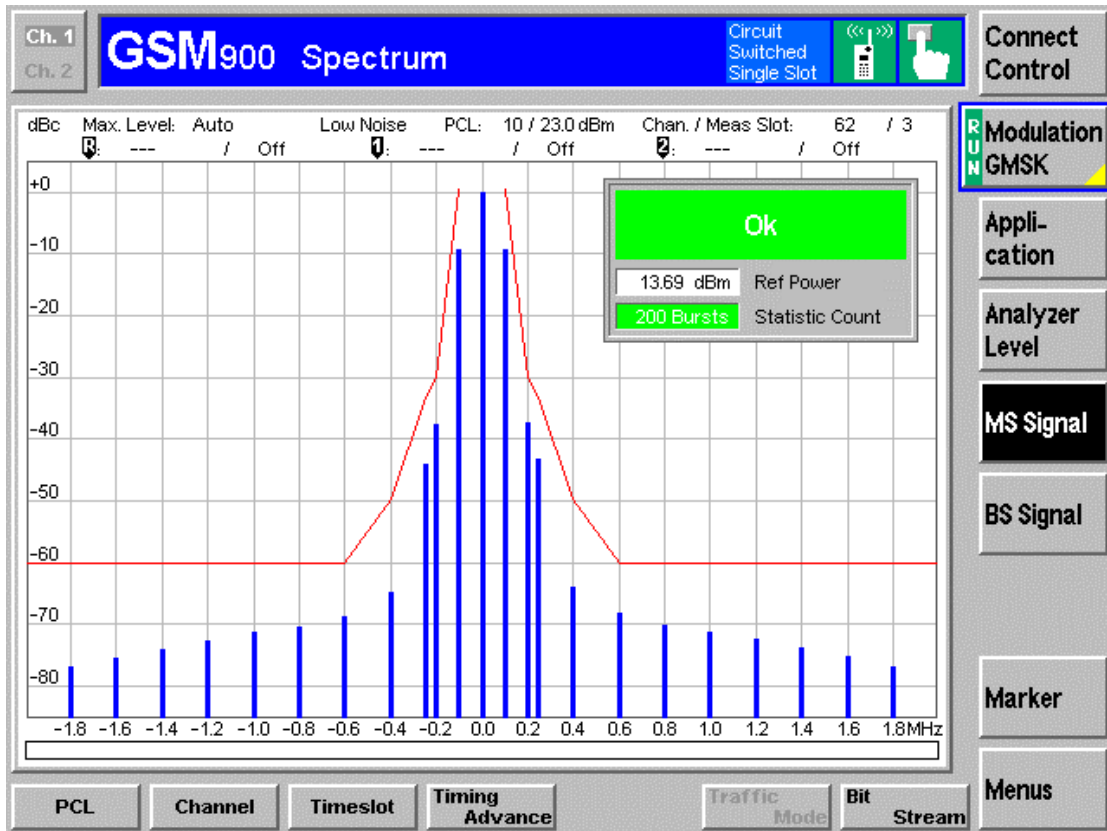 Ch. 1
Ch. 2
GSM900 Spectrum
Circuit
Switched
Single Slot
Connect
Control
dBc Max. Level: Auto Low Noise PCL: 10 / 23.0 dBm Chan. / Meas Slot: 62 / 3
R: --- / Off 1: --- / Off 2: --- / Off
RUN
Modulation
GMSK
Appli-
cation
Analyzer
Level
MS Signal
BS Signal
Marker
Menus
+0
-10
-20
-30
-40
-50
-60
-70
-80
Ok
13.69 dBm Ref Power
200 Bursts Statistic Count
-1.8 -1.6 -1.4 -1.2 -1.0 -0.8 -0.6 -0.4 -0.2 0.0 0.2 0.4 0.6 0.8 1.0 1.2 1.4 1.6 1.8MHz
PCL
Channel
Timeslot
Timing
Advance
Traffic
Mode
Bit
Stream